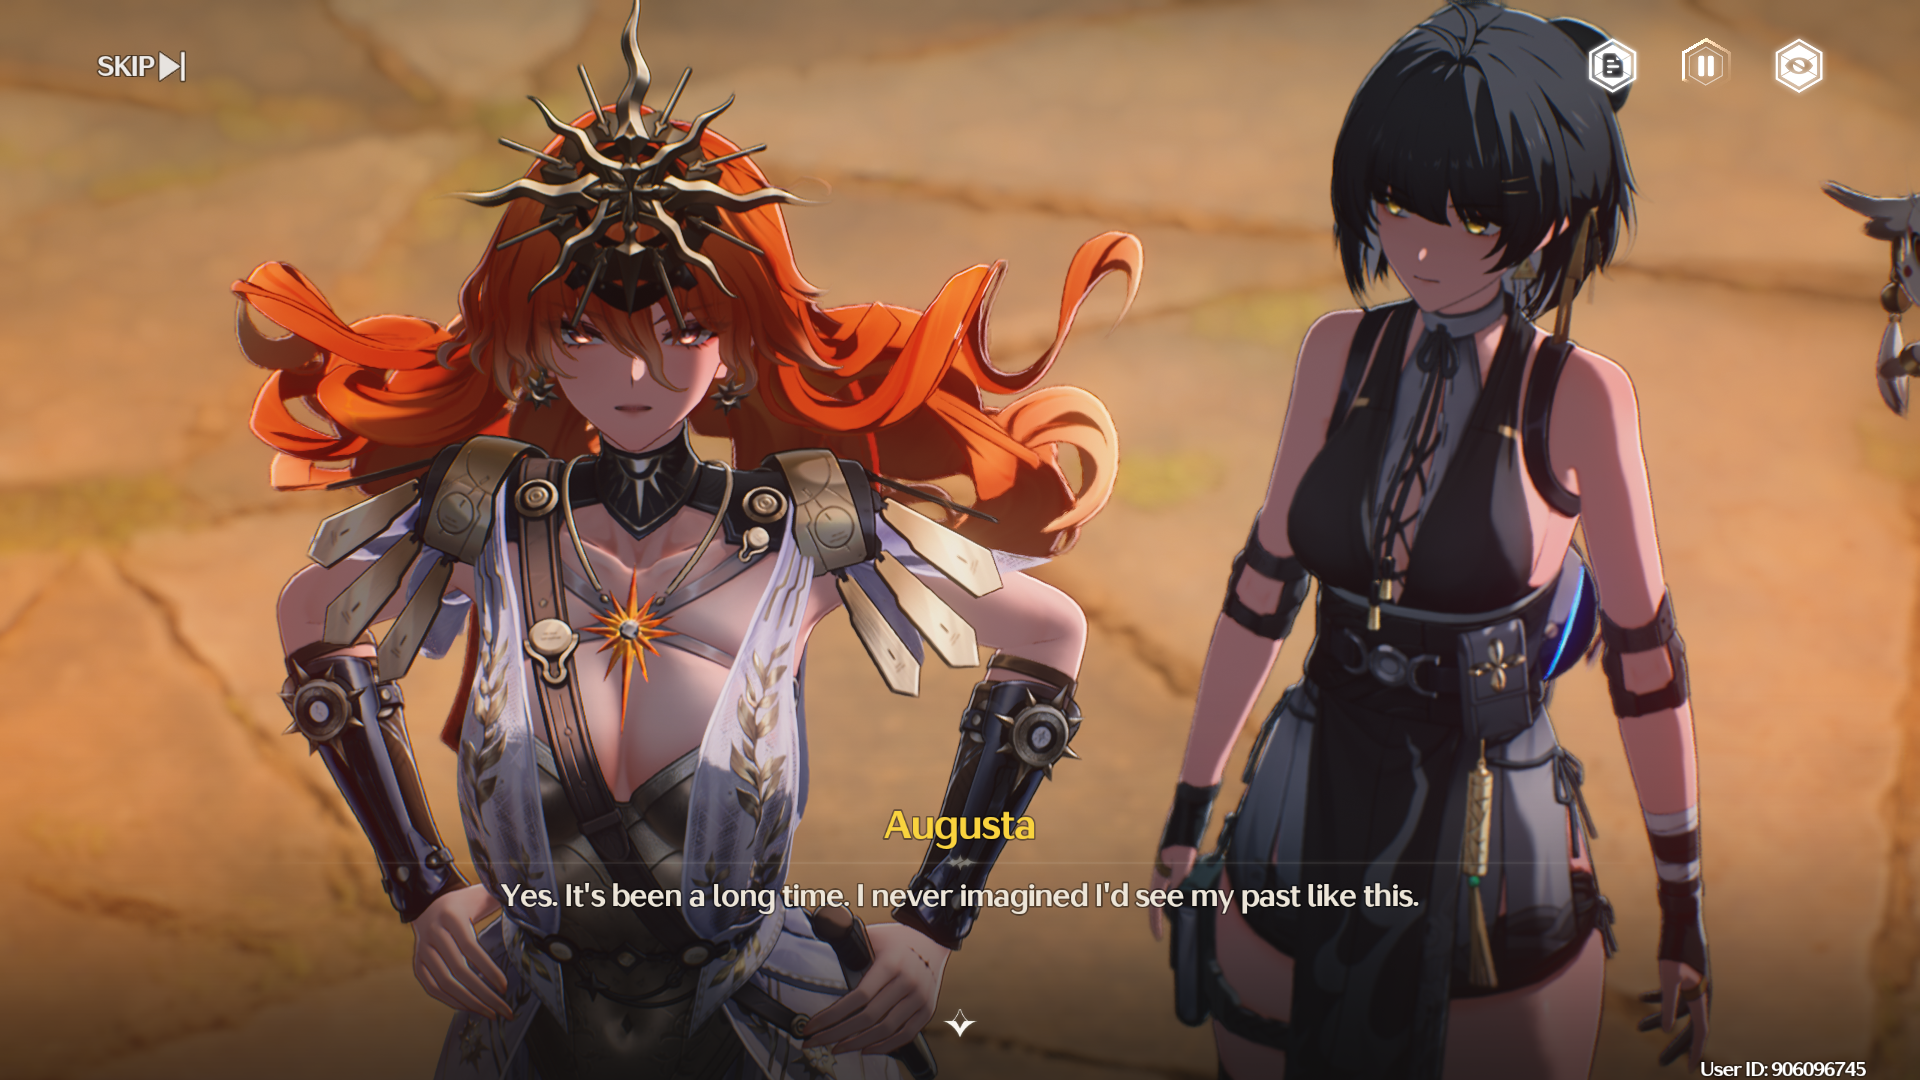 SKIP
Augusta
Yes. It's been a long time. I never imagined I'd see my past like this.
User ID: 906096745